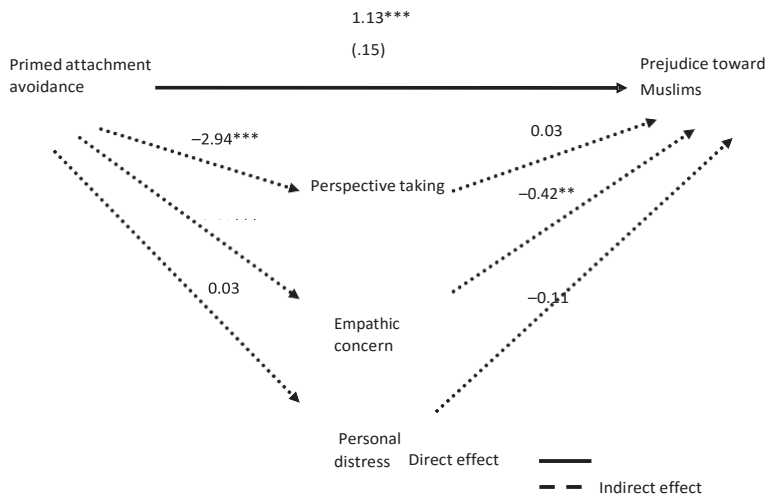 1.13***
(.15)
Primed attachment
avoidance
Prejudice toward
Muslims
–2.94***
0.03
Perspective taking
–0.42**
0.03
–0.11
Empathic
concern
Personal
distress
Direct effect
Indirect effect